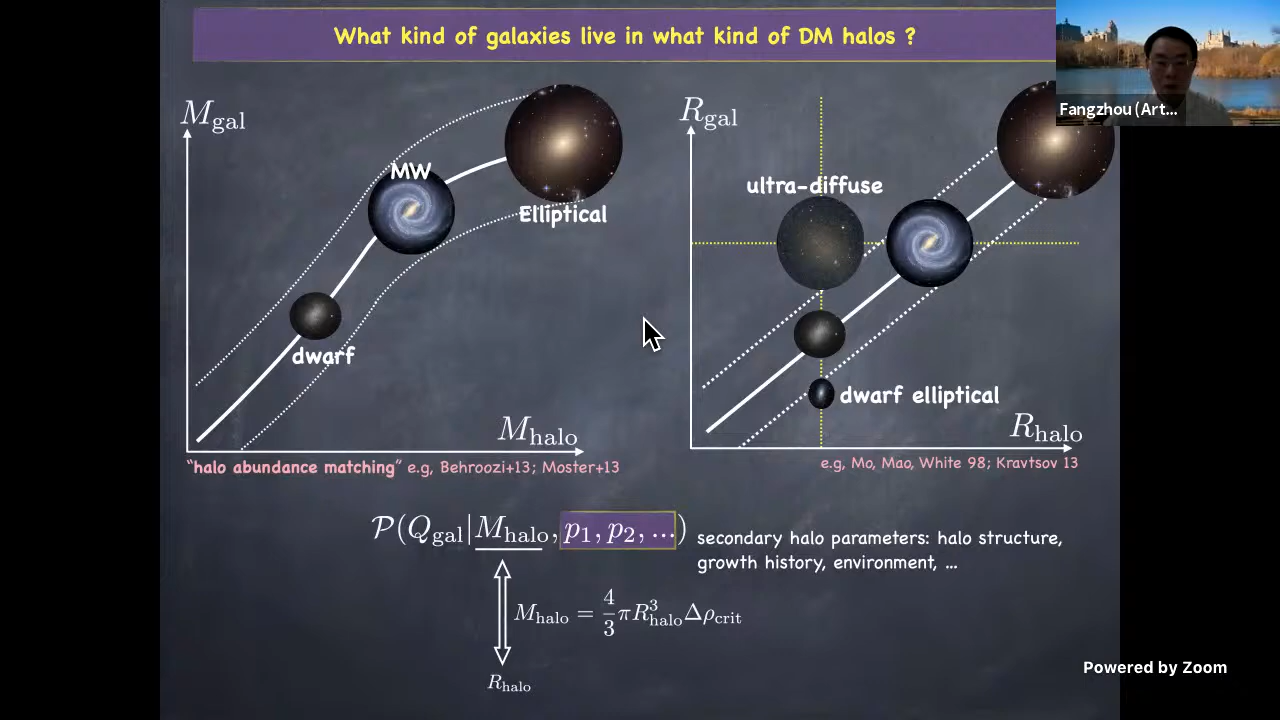 What kind of galaxies live in what kind of DM halos ?
Fangzhou (Art...
M_gal
MW
Elliptical
dwarf
M_halo
"halo abundance matching" e.g, Behroozi+13; Moster+13
R_gal
ultra-diffuse
dwarf elliptical
R_halo
e.g, Mo, Mao, White 98; Kravtsov 13
𝒫(Q_gal|M_halo, p_1, p_2, ...)
secondary halo parameters: halo structure,
growth history, environment, ...
M_halo = 4/3 πR³_halo Δρ_crit
R_halo
Powered by Zoom